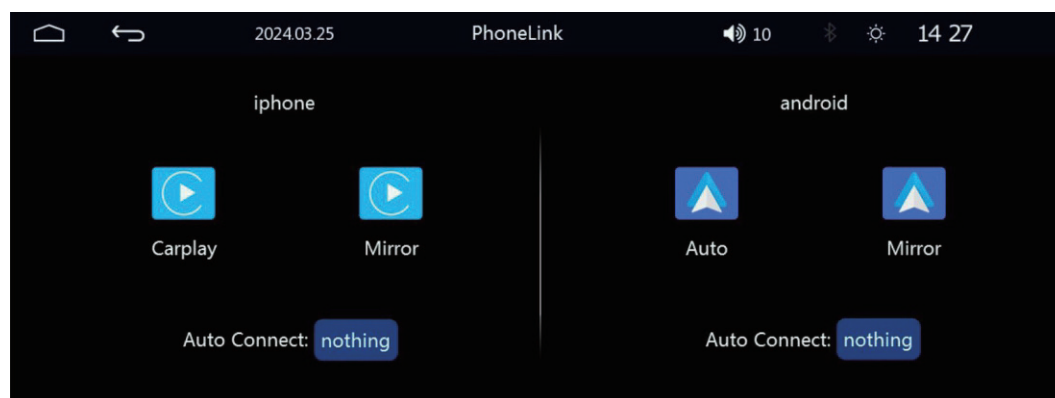 2024.03.25 PhoneLink 10 14 27
iphone android
Carplay Mirror Auto Mirror
Auto Connect: nothing Auto Connect: nothing